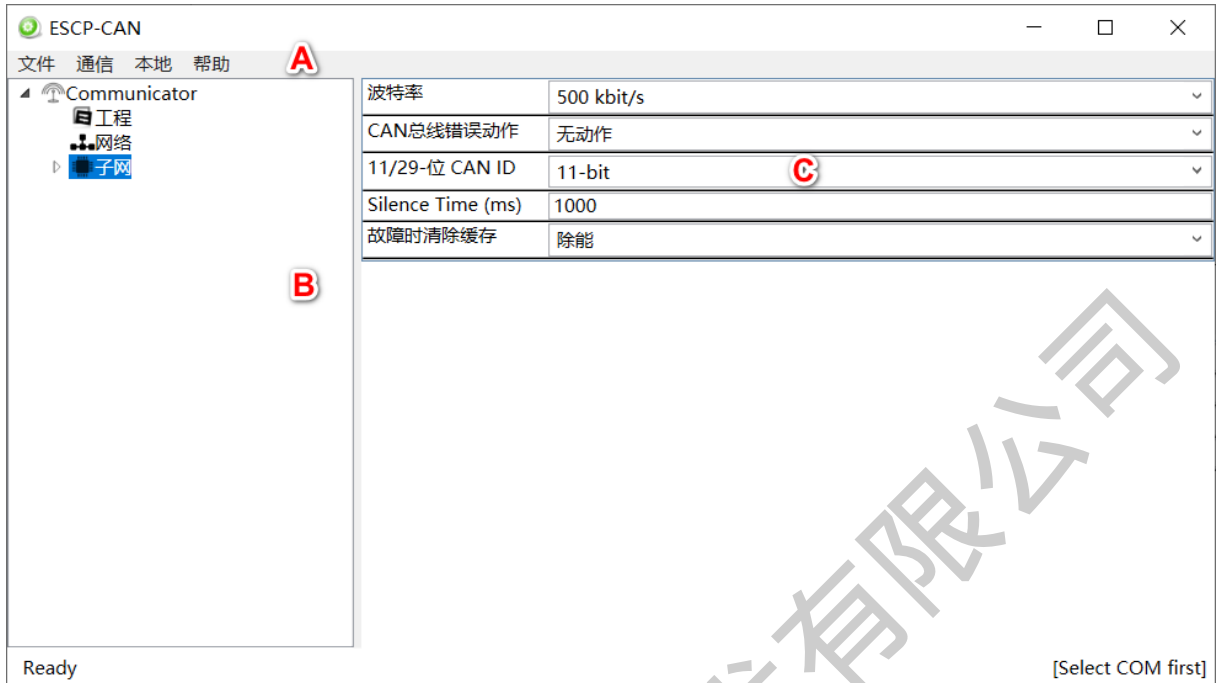 ESCP-CAN
文件 通信 本地 帮助
A
Communicator
工程
网络
子网
B
波特率 500 kbit/s
CAN总线错误动作 无动作
11/29-位 CAN ID 11-bit
C
Silence Time (ms) 1000
故障时清除缓存 除能
有限公司
Ready [Select COM first]